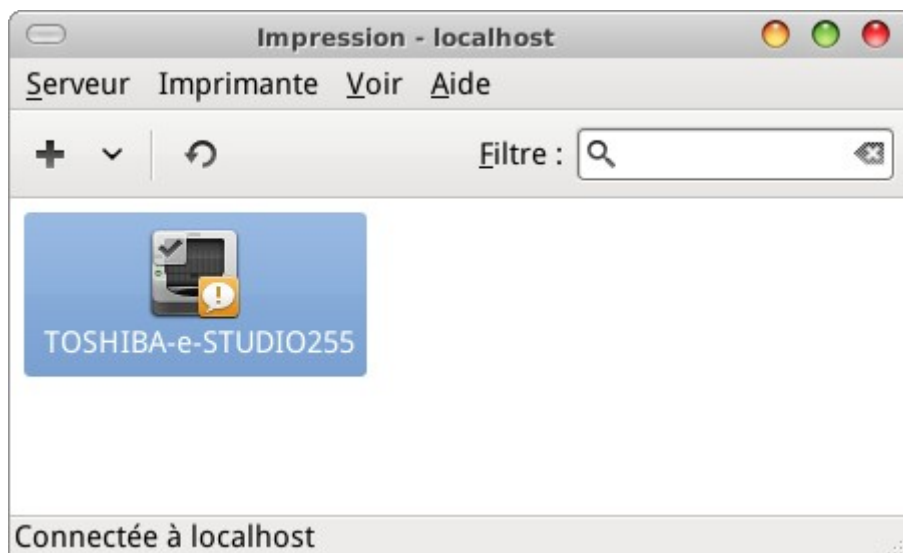 Impression - localhost
Serveur Imprimante Voir Aide
Filtre :
TOSHIBA-e-STUDIO255
Connectée à localhost